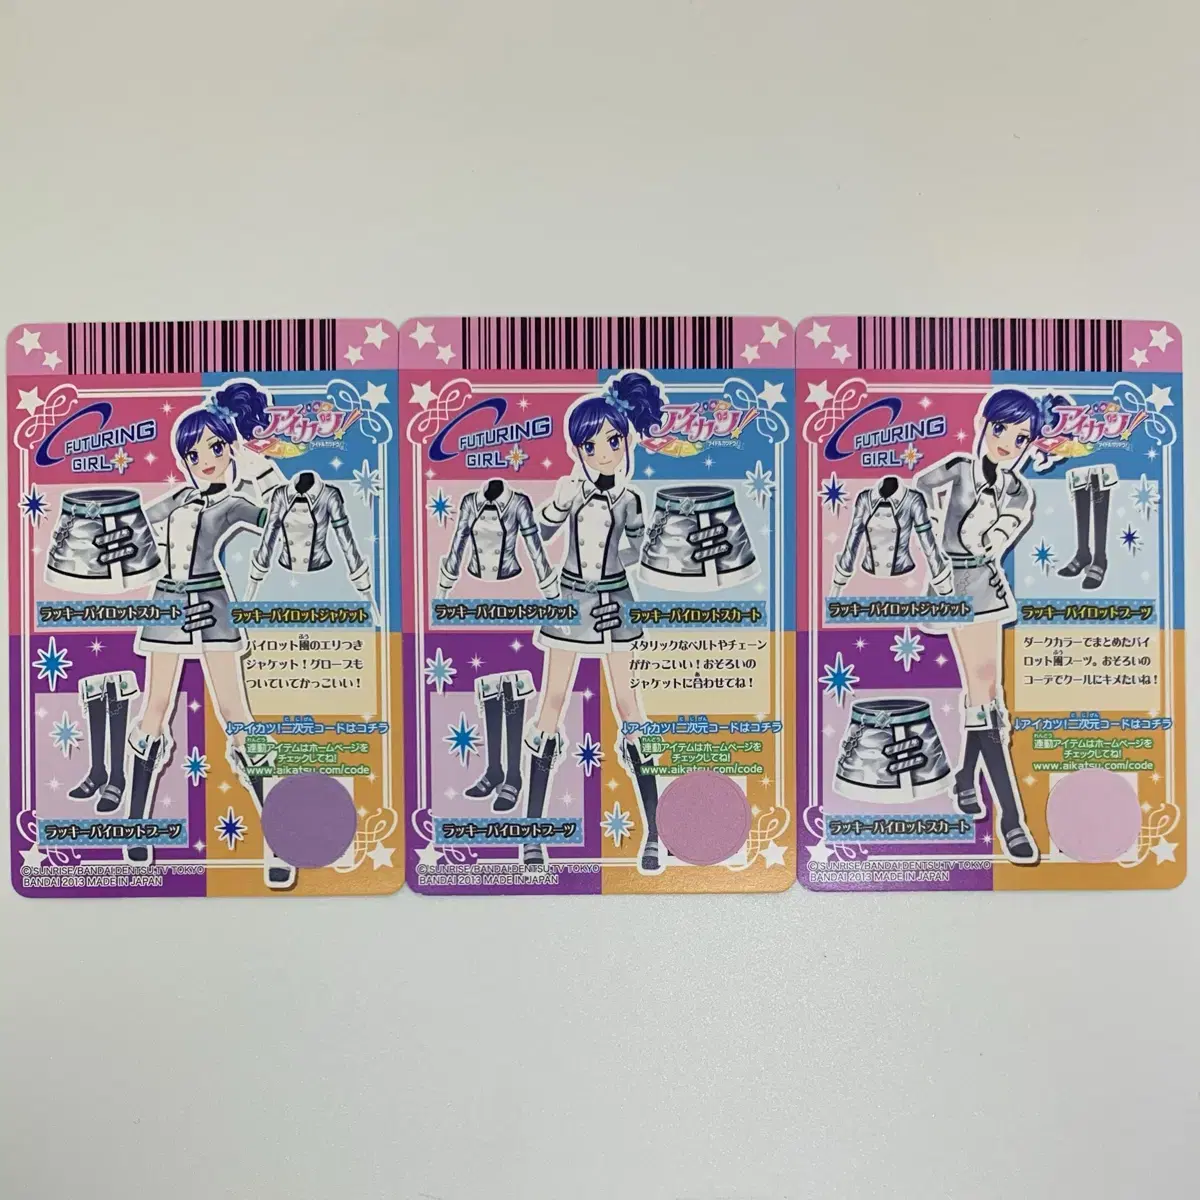 FUTURING
GIRL
アイカツ!
ラッキーパイロットスカート
ラッキーパイロットジャケット
パイロット風のエリつき
ジャケット!グローブも
ついていてかっこいい!
↓アイカツ!二次元コードはコチラ
連動アイテムはホームページを
チェックしてね!
www.aikatsu.com/code
ラッキーパイロットブーツ
©SUNRISE/BANDAI,DENTSU,TV TOKYO
BANDAI 2013 MADE IN JAPAN
FUTURING
GIRL
アイカツ!
ラッキーパイロットジャケット
ラッキーパイロットスカート
メタリックなベルトやチェーン
がかっこいい!おそろいの
ジャケットに合わせてね!
↓アイカツ!二次元コードはコチラ
連動アイテムはホームページを
チェックしてね!
www.aikatsu.com/code
ラッキーパイロットブーツ
©SUNRISE/BANDAI,DENTSU,TV TOKYO
BANDAI 2013 MADE IN JAPAN
FUTURING
GIRL
アイカツ!
ラッキーパイロットジャケット
ラッキーパイロットブーツ
ダークカラーでまとめたパイ
ロット風ブーツ。おそろいの
コーデでクールにキメたいね!
↓アイカツ!二次元コードはコチラ
連動アイテムはホームページを
チェックしてね!
www.aikatsu.com/code
ラッキーパイロットスカート
©SUNRISE/BANDAI,DENTSU,TV TOKYO
BANDAI 2013 MADE IN JAPAN